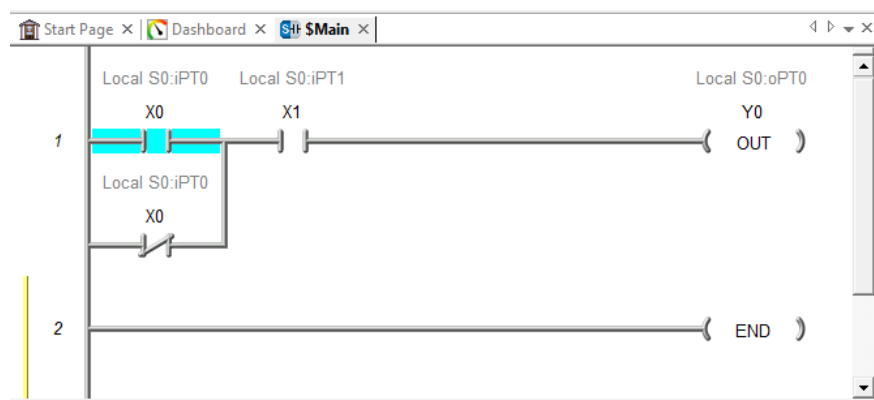 Start Page
Dashboard
$Main
Local S0:iPT0 Local S0:iPT1 Local S0:oPT0
X0 X1 Y0
1 OUT
Local S0:iPT0
X0
2 END